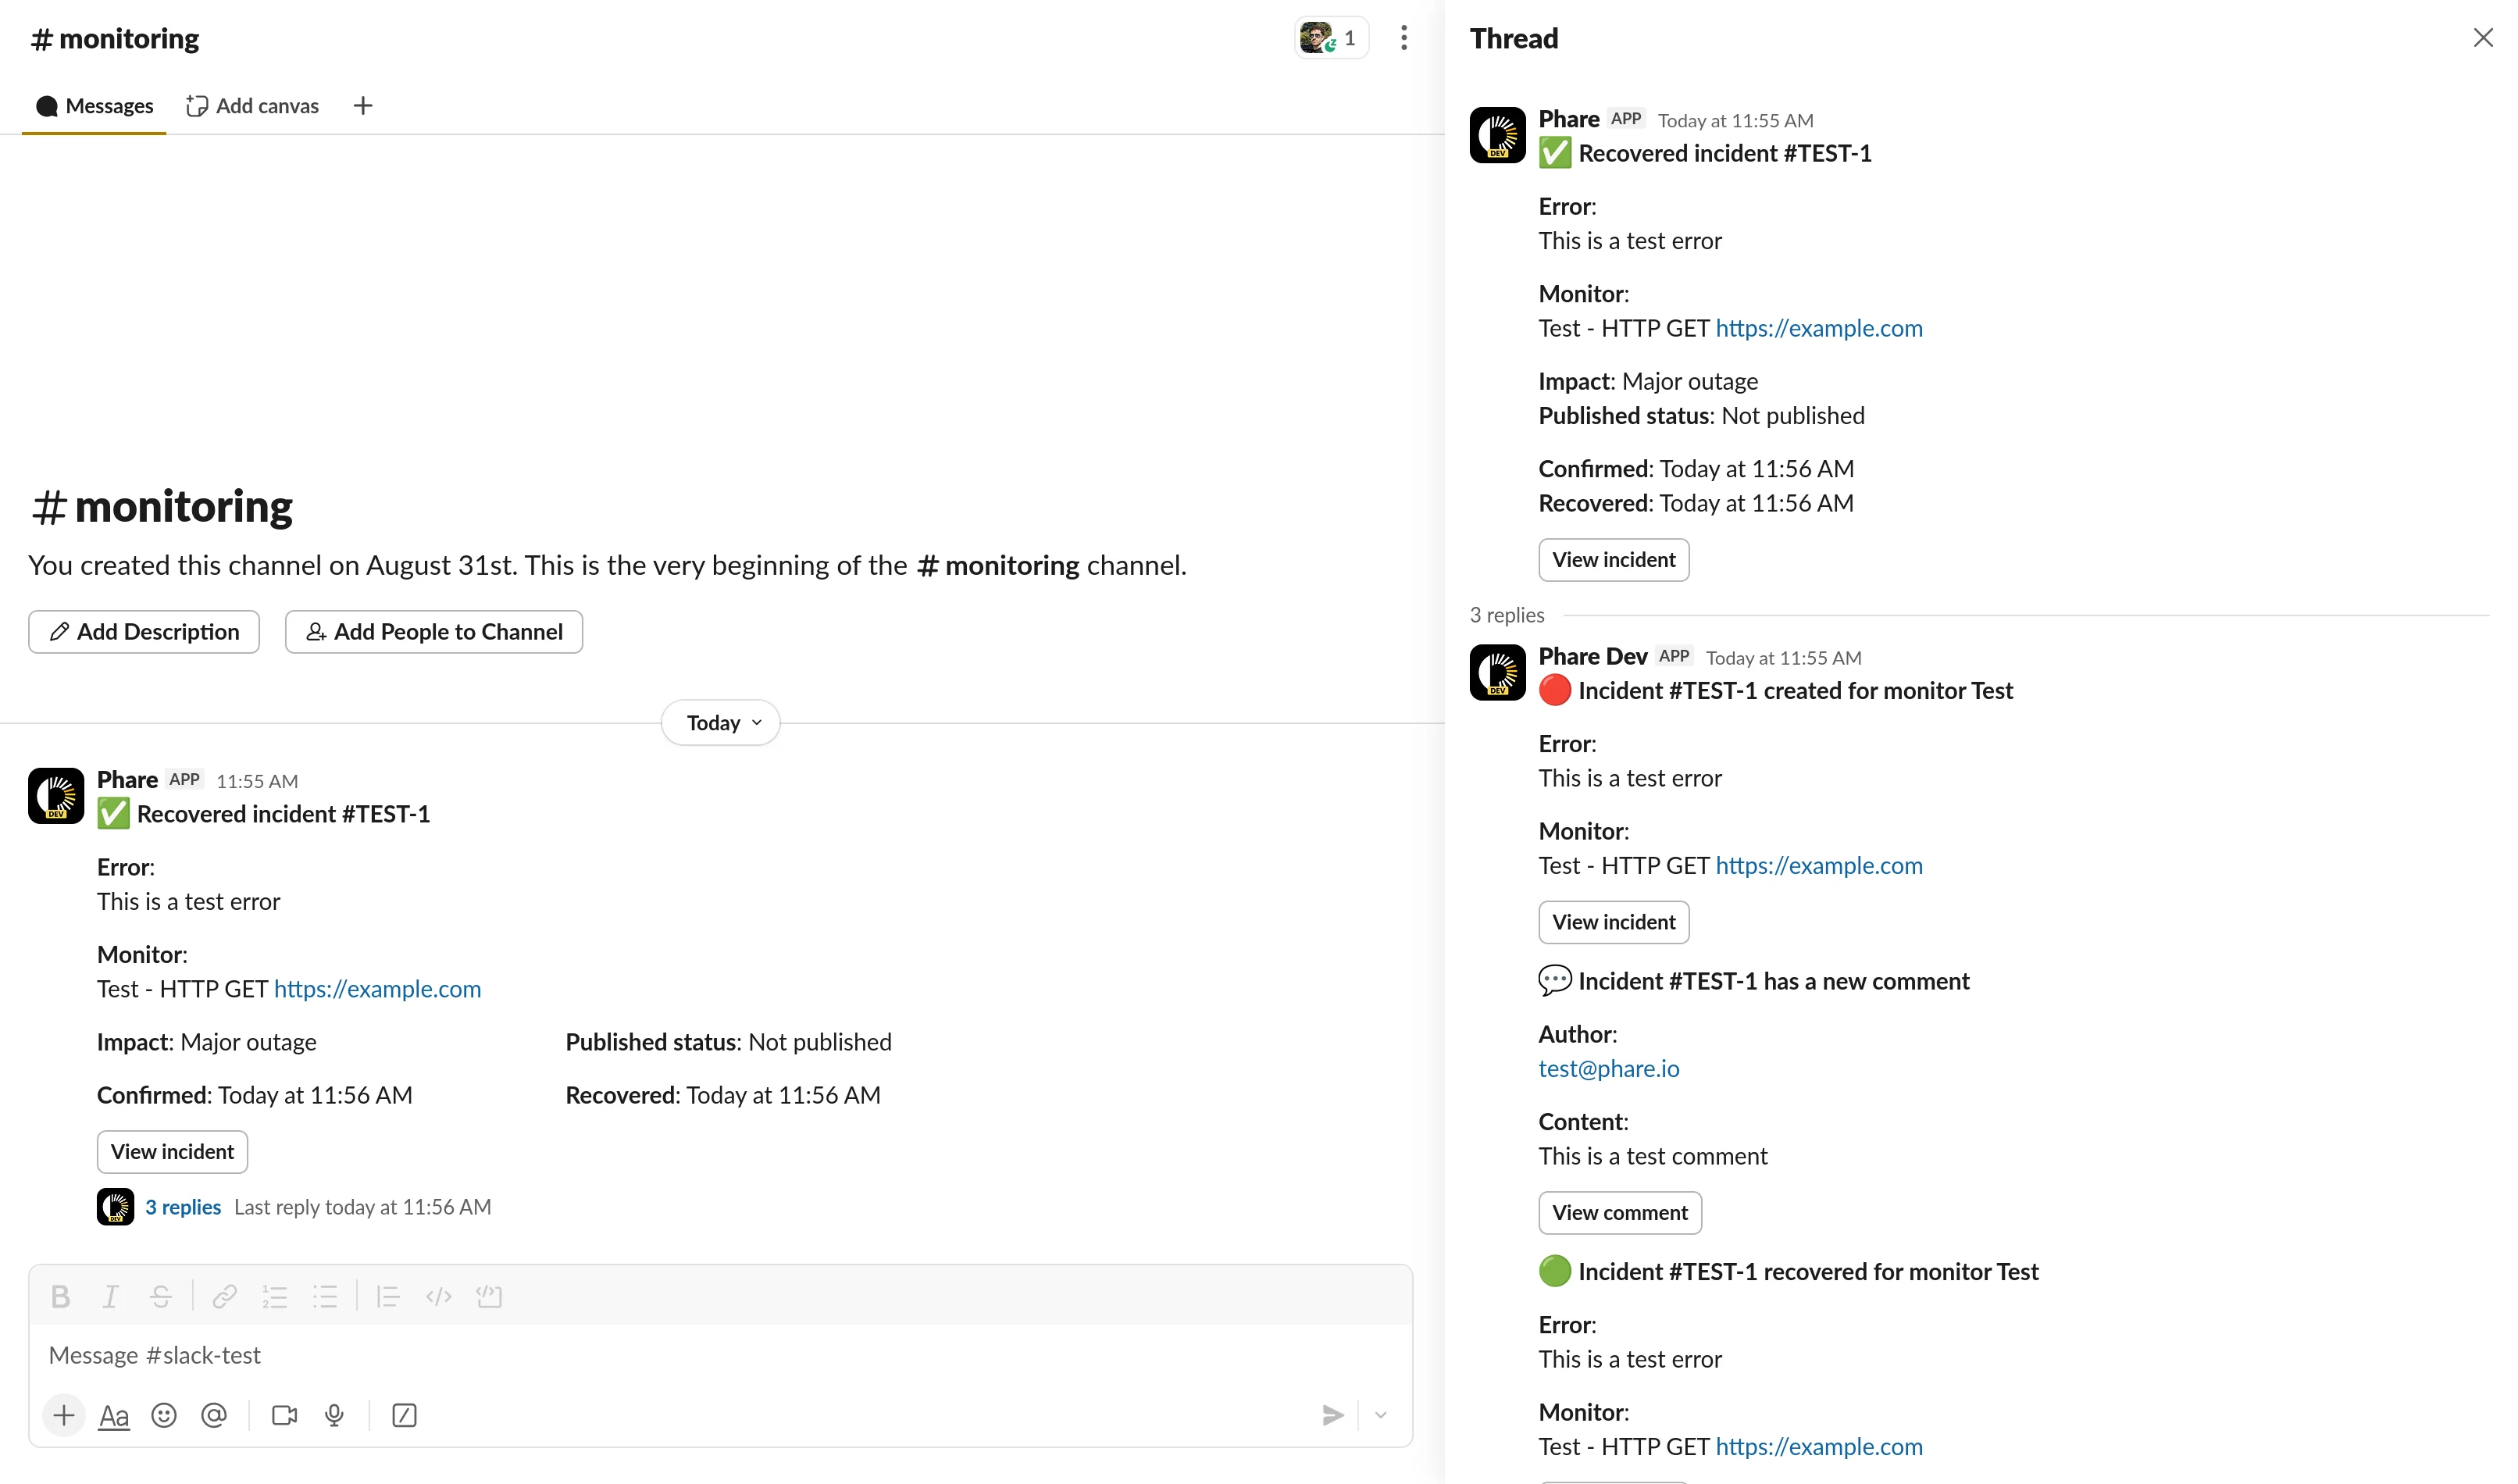 # monitoring
1
Messages
Add canvas
# monitoring
You created this channel on August 31st. This is the very beginning of the # monitoring channel.
Add Description
Add People to Channel
Today
DEV
Phare APP 11:55 AM
✅ Recovered incident #TEST-1
Error:
This is a test error
Monitor:
Test - HTTP GET https://example.com
Impact: Major outage
Published status: Not published
Confirmed: Today at 11:56 AM
Recovered: Today at 11:56 AM
View incident
DEV
3 replies Last reply today at 11:56 AM
B I S
Message #slack-test
Aa
Thread
DEV
Phare APP Today at 11:55 AM
✅ Recovered incident #TEST-1
Error:
This is a test error
Monitor:
Test - HTTP GET https://example.com
Impact: Major outage
Published status: Not published
Confirmed: Today at 11:56 AM
Recovered: Today at 11:56 AM
View incident
3 replies
DEV
Phare Dev APP Today at 11:55 AM
🔴 Incident #TEST-1 created for monitor Test
Error:
This is a test error
Monitor:
Test - HTTP GET https://example.com
View incident
💬 Incident #TEST-1 has a new comment
Author:
test@phare.io
Content:
This is a test comment
View comment
🟢 Incident #TEST-1 recovered for monitor Test
Error:
This is a test error
Monitor:
Test - HTTP GET https://example.com